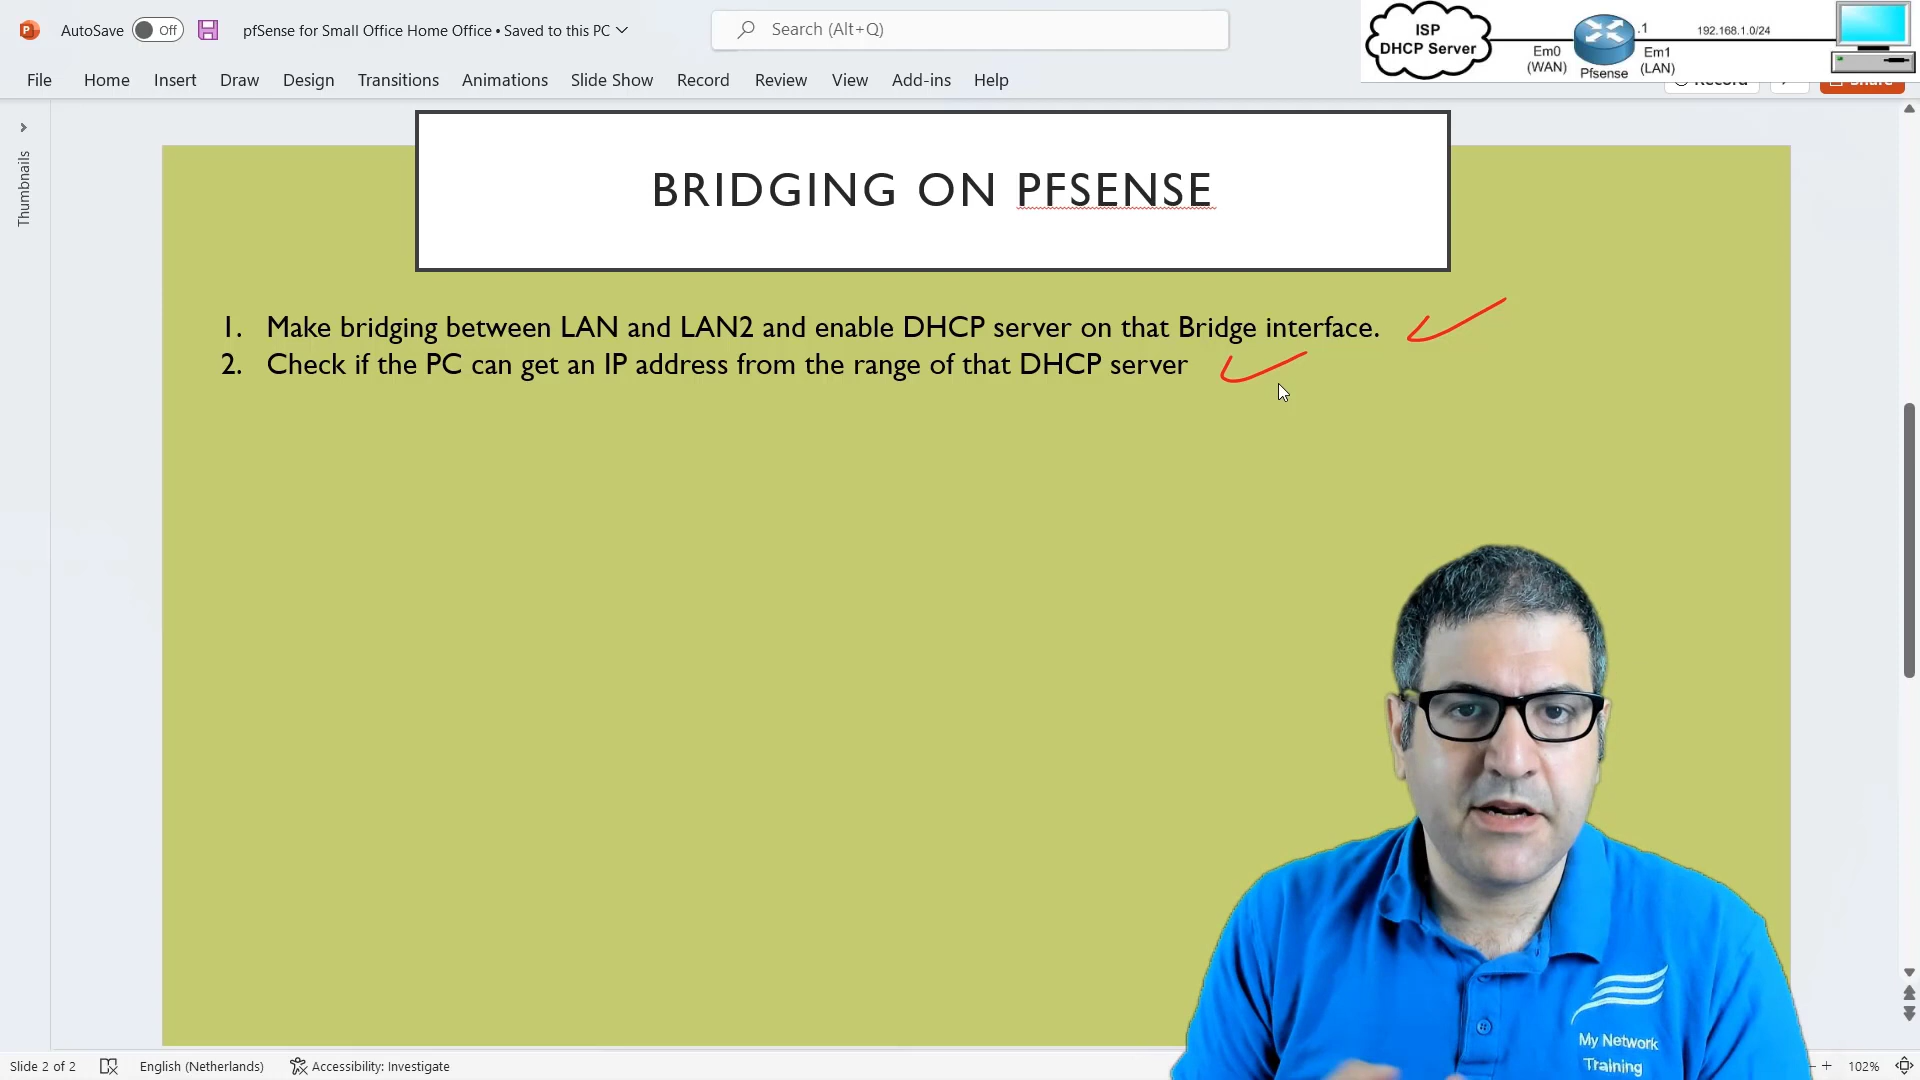 AutoSave
Off
pfSense for Small Office Home Office • Saved to this PC
Search (Alt+Q)
File
Home
Insert
Draw
Design
Transitions
Animations
Slide Show
Record
Review
View
Add-ins
Help
Record
Share
ISP
DHCP Server
Em0
(WAN)
Pfsense
.1
Em1
(LAN)
192.168.1.0/24
Thumbnails
BRIDGING ON PFSENSE
1. Make bridging between LAN and LAN2 and enable DHCP server on that Bridge interface.
2. Check if the PC can get an IP address from the range of that DHCP server
My Network
Training
Slide 2 of 2
English (Netherlands)
Accessibility: Investigate
102%